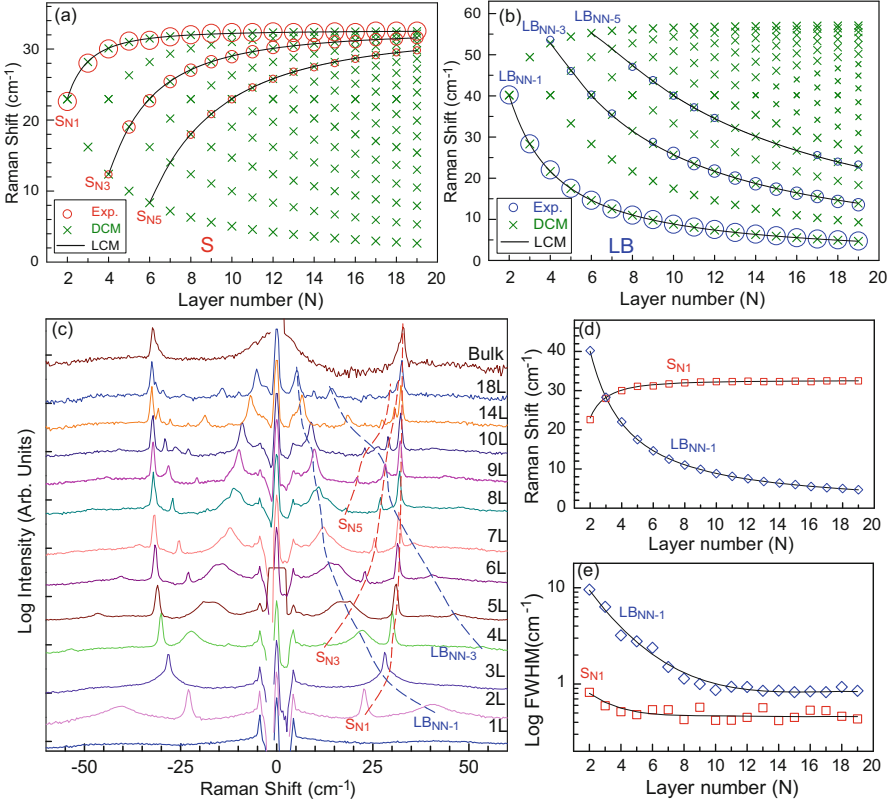 (a)
Raman Shift (cm-1)
30
20
10
0
SN1
SN3
SN5
Exp.
DCM
LCM
S
2 4 6 8 10 12 14 16 18 20
Layer number (N)
(b)
Raman Shift (cm-1)
60
50
40
30
20
10
0
LBNN-1
LBNN-3
LBNN-5
Exp.
DCM
LCM
LB
0 2 4 6 8 10 12 14 16 18 20
Layer number (N)
(c)
Log Intensity (Arb. Units)
Bulk
18L
14L
10L
9L
8L
7L
6L
5L
4L
3L
2L
1L
SN5
SN3
SN1
LBNN-3
LBNN-1
-50 -25 0 25 50
Raman Shift (cm-1)
(d)
Raman Shift (cm-1)
40
30
20
10
0
SN1
LBNN-1
2 4 6 8 10 12 14 16 18 20
Layer number (N)
(e)
Log FWHM(cm-1)
10
1
LBNN-1
SN1
2 4 6 8 10 12 14 16 18 20
Layer number (N)